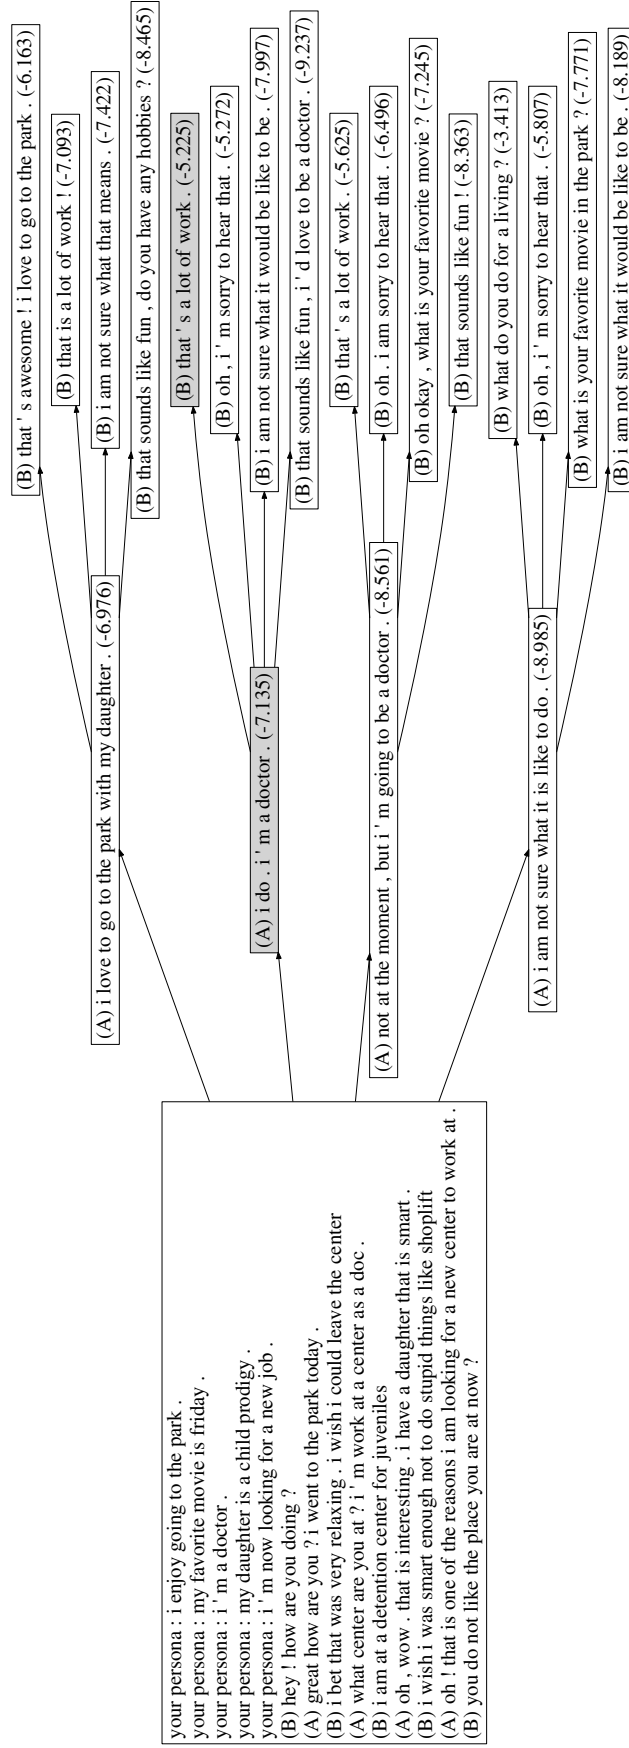 your persona : i enjoy going to the park .
your persona : my favorite movie is friday .
your persona : i ' m a doctor .
your persona : my daughter is a child prodigy .
your persona : i ' m now looking for a new job .
(B) hey ! how are you doing ?
(A) great how are you ? i went to the park today .
(B) i bet that was very relaxing . i wish i could leave the center
(A) what center are you at ? i ' m work at a center as a doc .
(B) i am at a detention center for juveniles
(A) oh , wow . that is interesting . i have a daughter that is smart .
(B) i wish i was smart enough not to do stupid things like shoplift
(A) oh ! that is one of the reasons i am looking for a new center to work at .
(B) you do not like the place you are at now ?
(A) i love to go to the park with my daughter . (-6.976)
(B) that ' s awesome ! i love to go to the park . (-6.163)
(B) that is a lot of work ! (-7.093)
(B) i am not sure what that means . (-7.422)
(B) that sounds like fun , do you have any hobbies ? (-8.465)
(A) i do . i ' m a doctor . (-7.135)
(B) that ' s a lot of work . (-5.225)
(B) oh , i ' m sorry to hear that . (-5.272)
(B) i am not sure what it would be like to be . (-7.997)
(B) that sounds like fun , i ' d love to be a doctor . (-9.237)
(A) not at the moment , but i ' m going to be a doctor . (-8.561)
(B) that ' s a lot of work . (-5.625)
(B) oh . i am sorry to hear that . (-6.496)
(B) oh okay , what is your favorite movie ? (-7.245)
(B) that sounds like fun ! (-8.363)
(A) i am not sure what it is like to do . (-8.985)
(B) what do you do for a living ? (-3.413)
(B) oh , i ' m sorry to hear that . (-5.807)
(B) what is your favorite movie in the park ? (-7.771)
(B) i am not sure what it would be like to be . (-8.189)